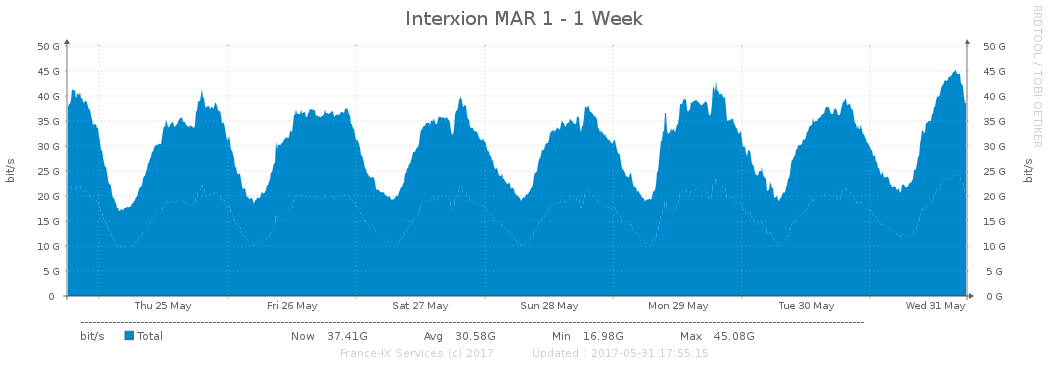 Interxion MAR 1 - 1 Week
RRDTOOL / TOBI OETIKER
bit/s
50 G
45 G
40 G
35 G
30 G
25 G
20 G
15 G
10 G
5 G
0
50 G
45 G
40 G
35 G
30 G
25 G
20 G
15 G
10 G
5 G
0 G
bit/s
Thu 25 May Fri 26 May Sat 27 May Sun 28 May Mon 29 May Tue 30 May Wed 31 May
bit/s Total Now 37.41G Avg 30.58G Min 16.98G Max 45.08G
France-IX Services (c) 2017 Updated : 2017-05-31 17:55:15